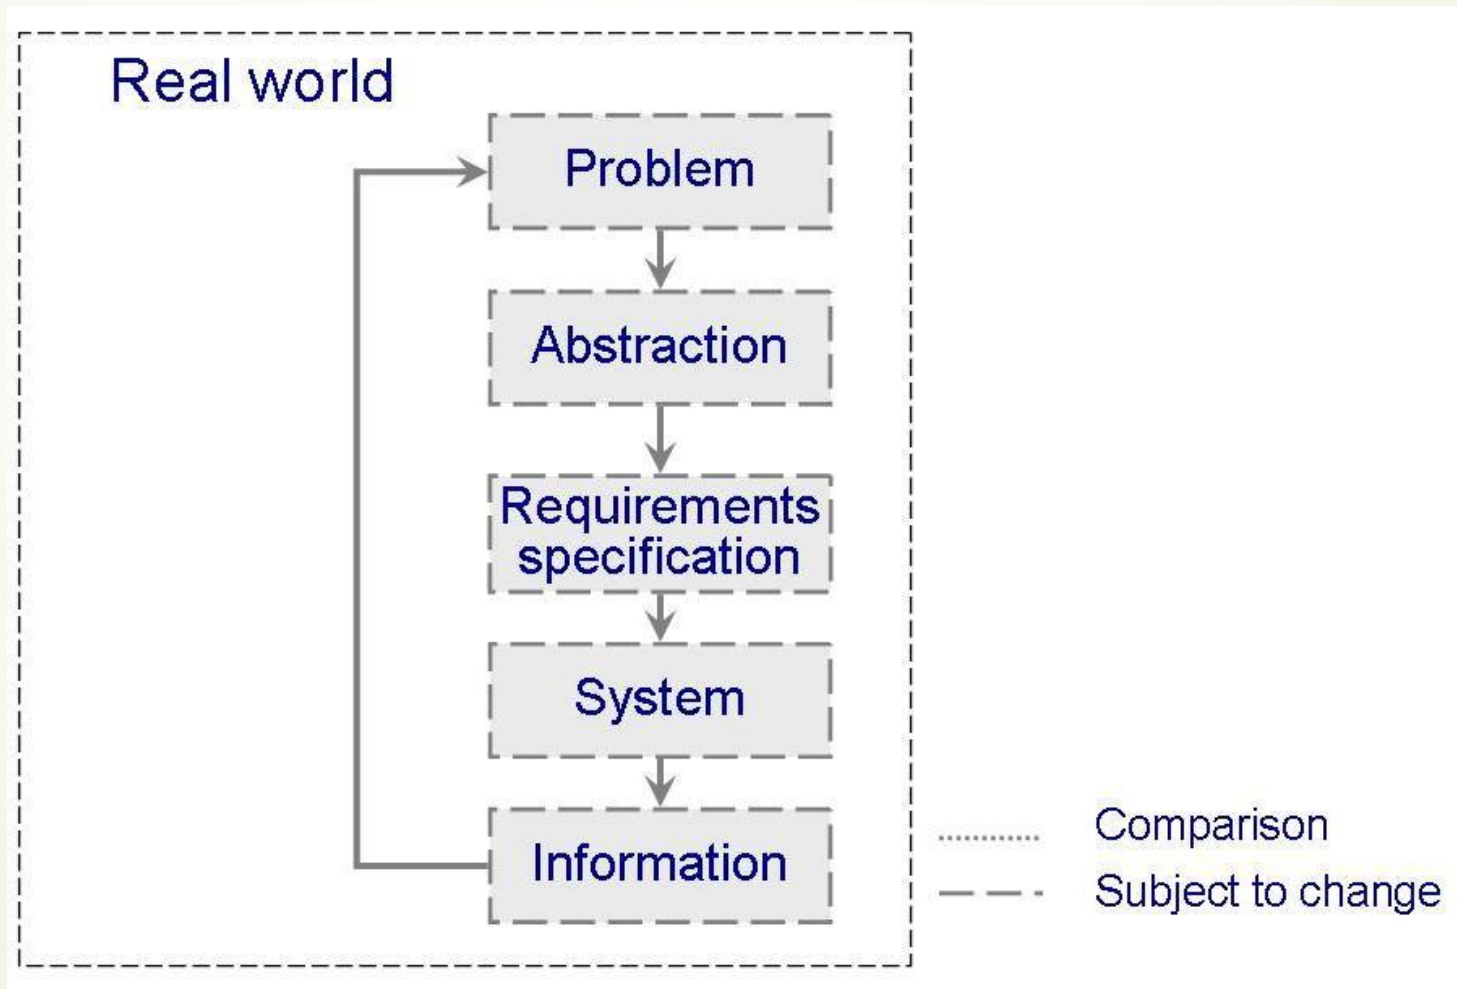 Real world
Problem
Abstraction
Requirements
specification
System
Information
Comparison
Subject to change